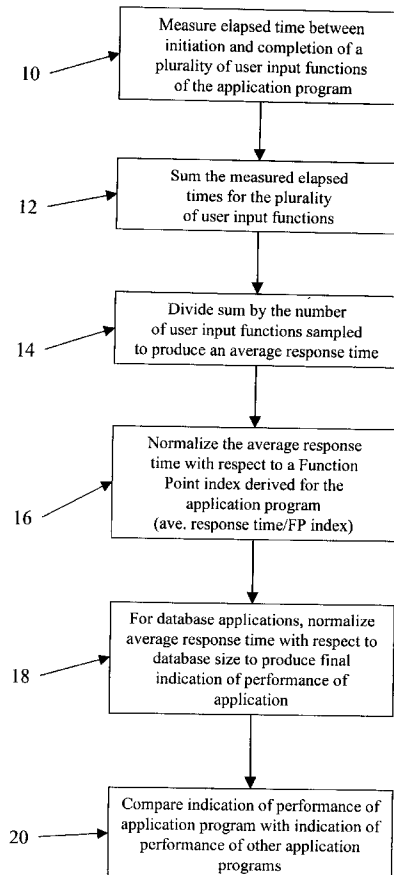 Measure elapsed time between
initiation and completion of a
plurality of user input functions
of the application program
10
Sum the measured elapsed
times for the plurality
of user input functions
12
Divide sum by the number
of user input functions sampled
to produce an average response time
14
Normalize the average response
time with respect to a Function
Point index derived for the
application program
(ave. response time/FP index)
16
For database applications, normalize
average response time with respect to
database size to produce final
indication of performance of
application
18
Compare indication of performance of
application program with indication of
performance of other application
programs
20